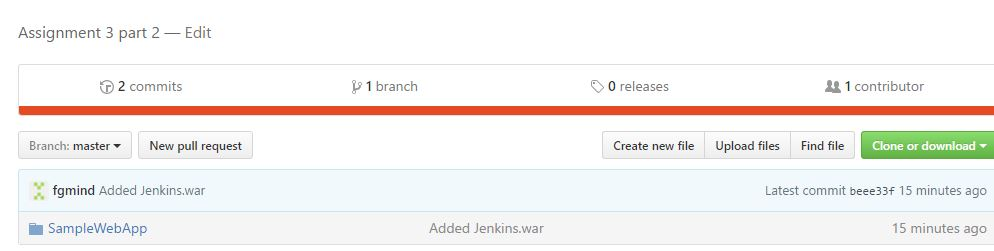 Assignment 3 part 2 — Edit
2 commits 1 branch 0 releases 1 contributor
Branch: master New pull request Create new file Upload files Find file Clone or download
fgmind Added Jenkins.war Latest commit beee33f 15 minutes ago
SampleWebApp Added Jenkins.war 15 minutes ago